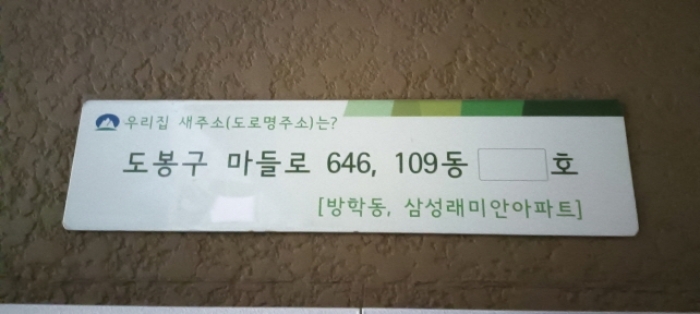 우리집 새주소(도로명주소)는?
도봉구 마들로 646, 109동 호
[방학동, 삼성래미안아파트]